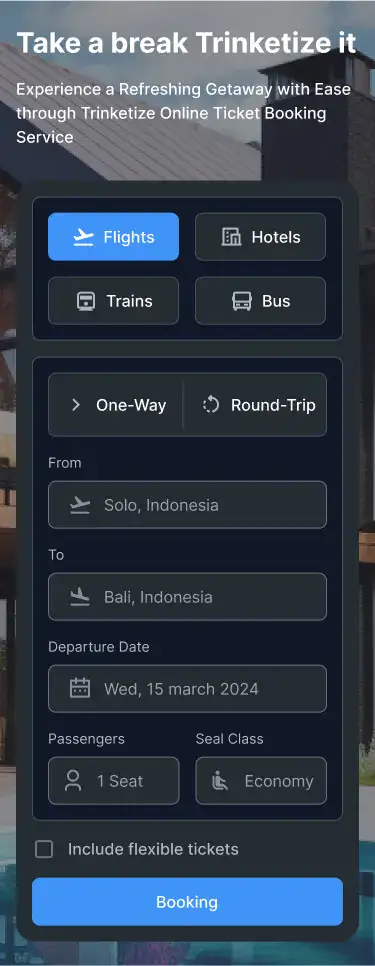 Take a break Trinketize it
Experience a Refreshing Getaway with Ease
through Trinketize Online Ticket Booking
Service
Flights
Hotels
Trains
Bus
One-Way
Round-Trip
From
Solo, Indonesia
To
Bali, Indonesia
Departure Date
Wed, 15 march 2024
Passengers
Seal Class
1 Seat
Economy
Include flexible tickets
Booking